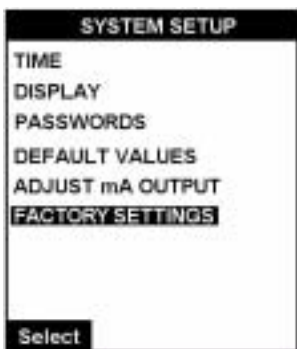 SYSTEM SETUP
TIME
DISPLAY
PASSWORDS
DEFAULT VALUES
ADJUST mA OUTPUT
FACTORY SETTINGS
Select